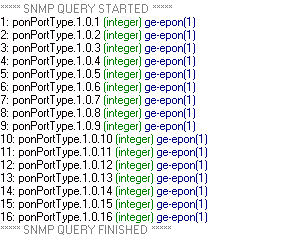 ***** SNMP QUERY STARTED *****
1: ponPortType.1.0.1 (integer) ge-epon(1)
2: ponPortType.1.0.2 (integer) ge-epon(1)
3: ponPortType.1.0.3 (integer) ge-epon(1)
4: ponPortType.1.0.4 (integer) ge-epon(1)
5: ponPortType.1.0.5 (integer) ge-epon(1)
6: ponPortType.1.0.6 (integer) ge-epon(1)
7: ponPortType.1.0.7 (integer) ge-epon(1)
8: ponPortType.1.0.8 (integer) ge-epon(1)
9: ponPortType.1.0.9 (integer) ge-epon(1)
10: ponPortType.1.0.10 (integer) ge-epon(1)
11: ponPortType.1.0.11 (integer) ge-epon(1)
12: ponPortType.1.0.12 (integer) ge-epon(1)
13: ponPortType.1.0.13 (integer) ge-epon(1)
14: ponPortType.1.0.14 (integer) ge-epon(1)
15: ponPortType.1.0.15 (integer) ge-epon(1)
16: ponPortType.1.0.16 (integer) ge-epon(1)
***** SNMP QUERY FINISHED *****